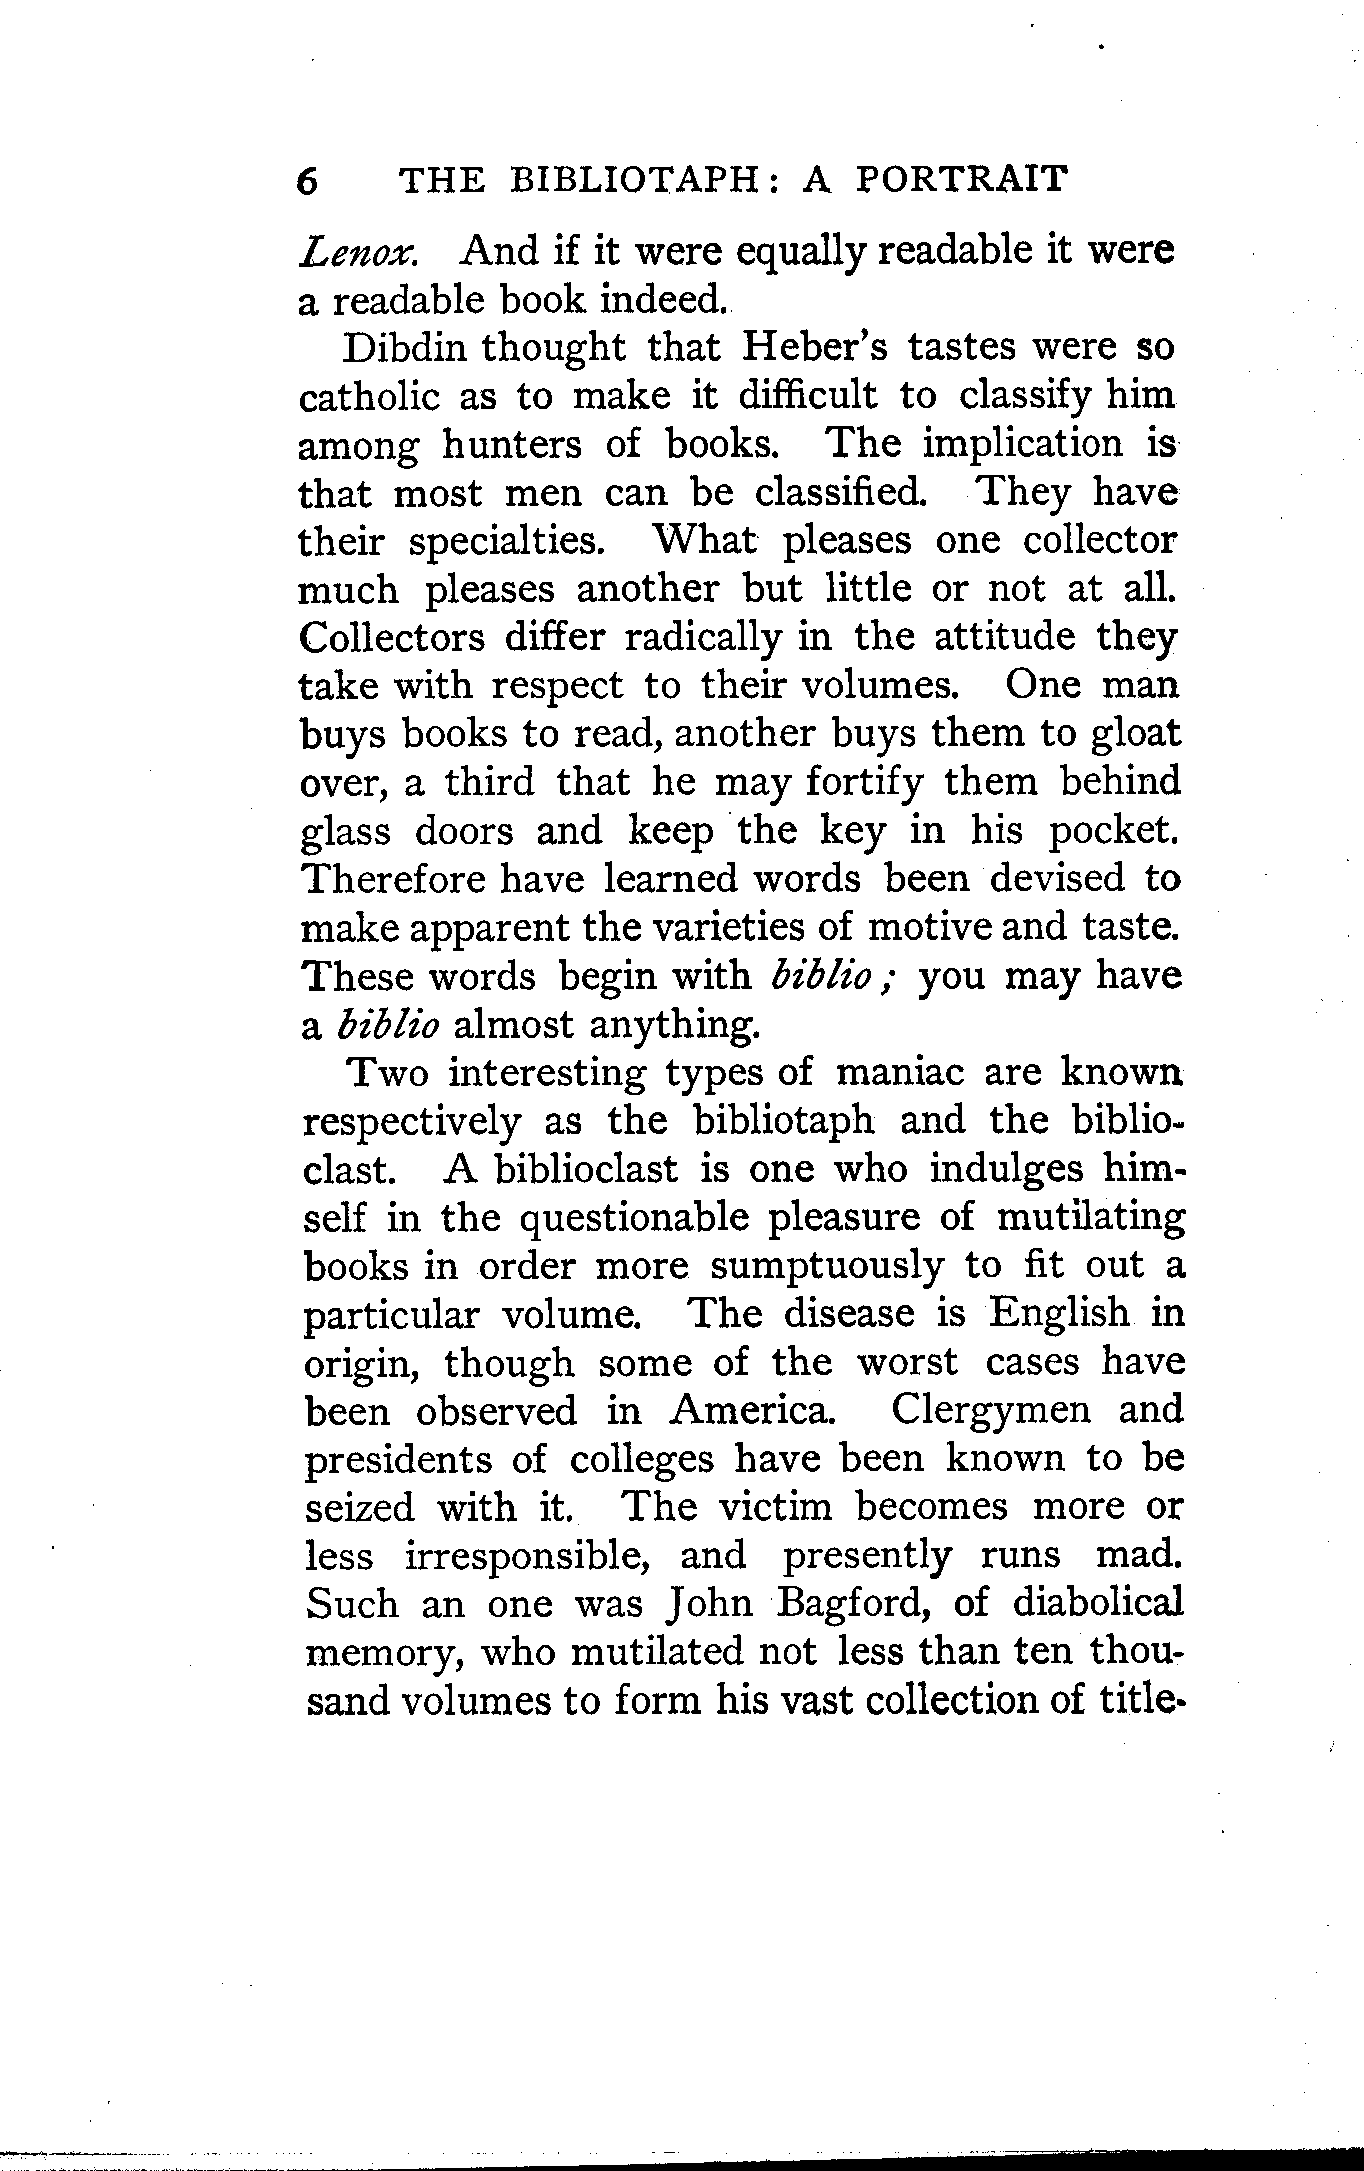 6 THE BIBLIOTAPH: A PORTRAIT
Lenox. And if it were equally readable it were
a readable book indeed.
Dibdin thought that Heber's tastes were so
catholic as to make it difficult to classify him
among hunters of books. The implication is
that most men can be classified. They have
their specialties. What pleases one collector
much pleases another but little or not at all.
Collectors differ radically in the attitude they
take with respect to their volumes. One man
buys books to read, another buys them to gloat
over, a third that he may fortify them behind
glass doors and keep the key in his pocket.
Therefore have learned words been devised to
make apparent the varieties of motive and taste.
These words begin with biblio; you may have
a biblio almost anything.
Two interesting types of maniac are known
respectively as the bibliotaph and the biblio-
clast. A biblioclast is one who indulges him-
self in the questionable pleasure of mutilating
books in order more sumptuously to fit out a
particular volume. The disease is English in
origin, though some of the worst cases have
been observed in America. Clergymen and
presidents of colleges have been known to be
seized with it. The victim becomes more or
less irresponsible, and presently runs mad.
Such an one was John Bagford, of diabolical
memory, who mutilated not less than ten thou-
sand volumes to form his vast collection of title-